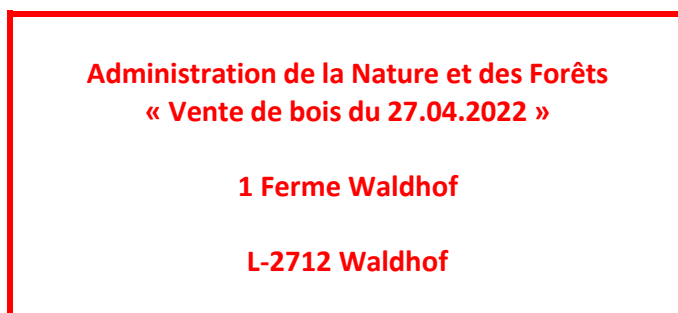 Administration de la Nature et des Forêts
« Vente de bois du 27.04.2022 »
1 Ferme Waldhof
L-2712 Waldhof